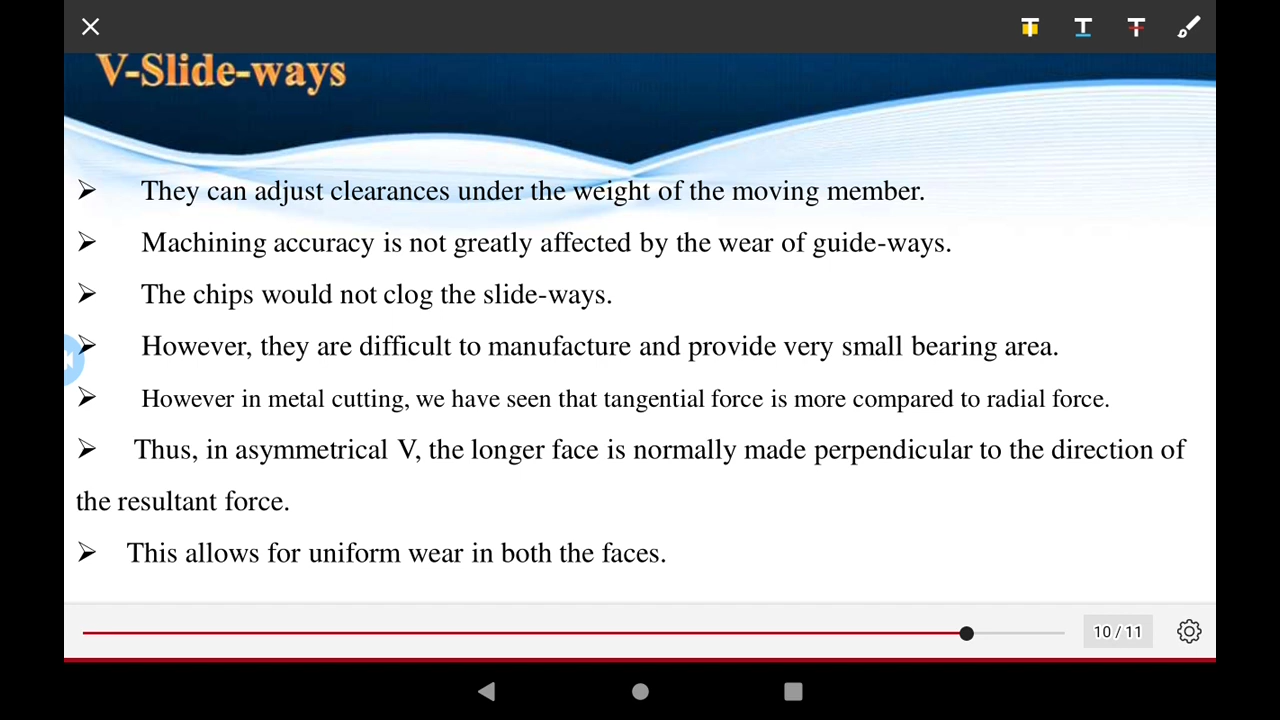 V-Slide-ways
➢ They can adjust clearances under the weight of the moving member.
➢ Machining accuracy is not greatly affected by the wear of guide-ways.
➢ The chips would not clog the slide-ways.
➢ However, they are difficult to manufacture and provide very small bearing area.
➢ However in metal cutting, we have seen that tangential force is more compared to radial force.
➢ Thus, in asymmetrical V, the longer face is normally made perpendicular to the direction of
the resultant force.
➢ This allows for uniform wear in both the faces.
10 / 11